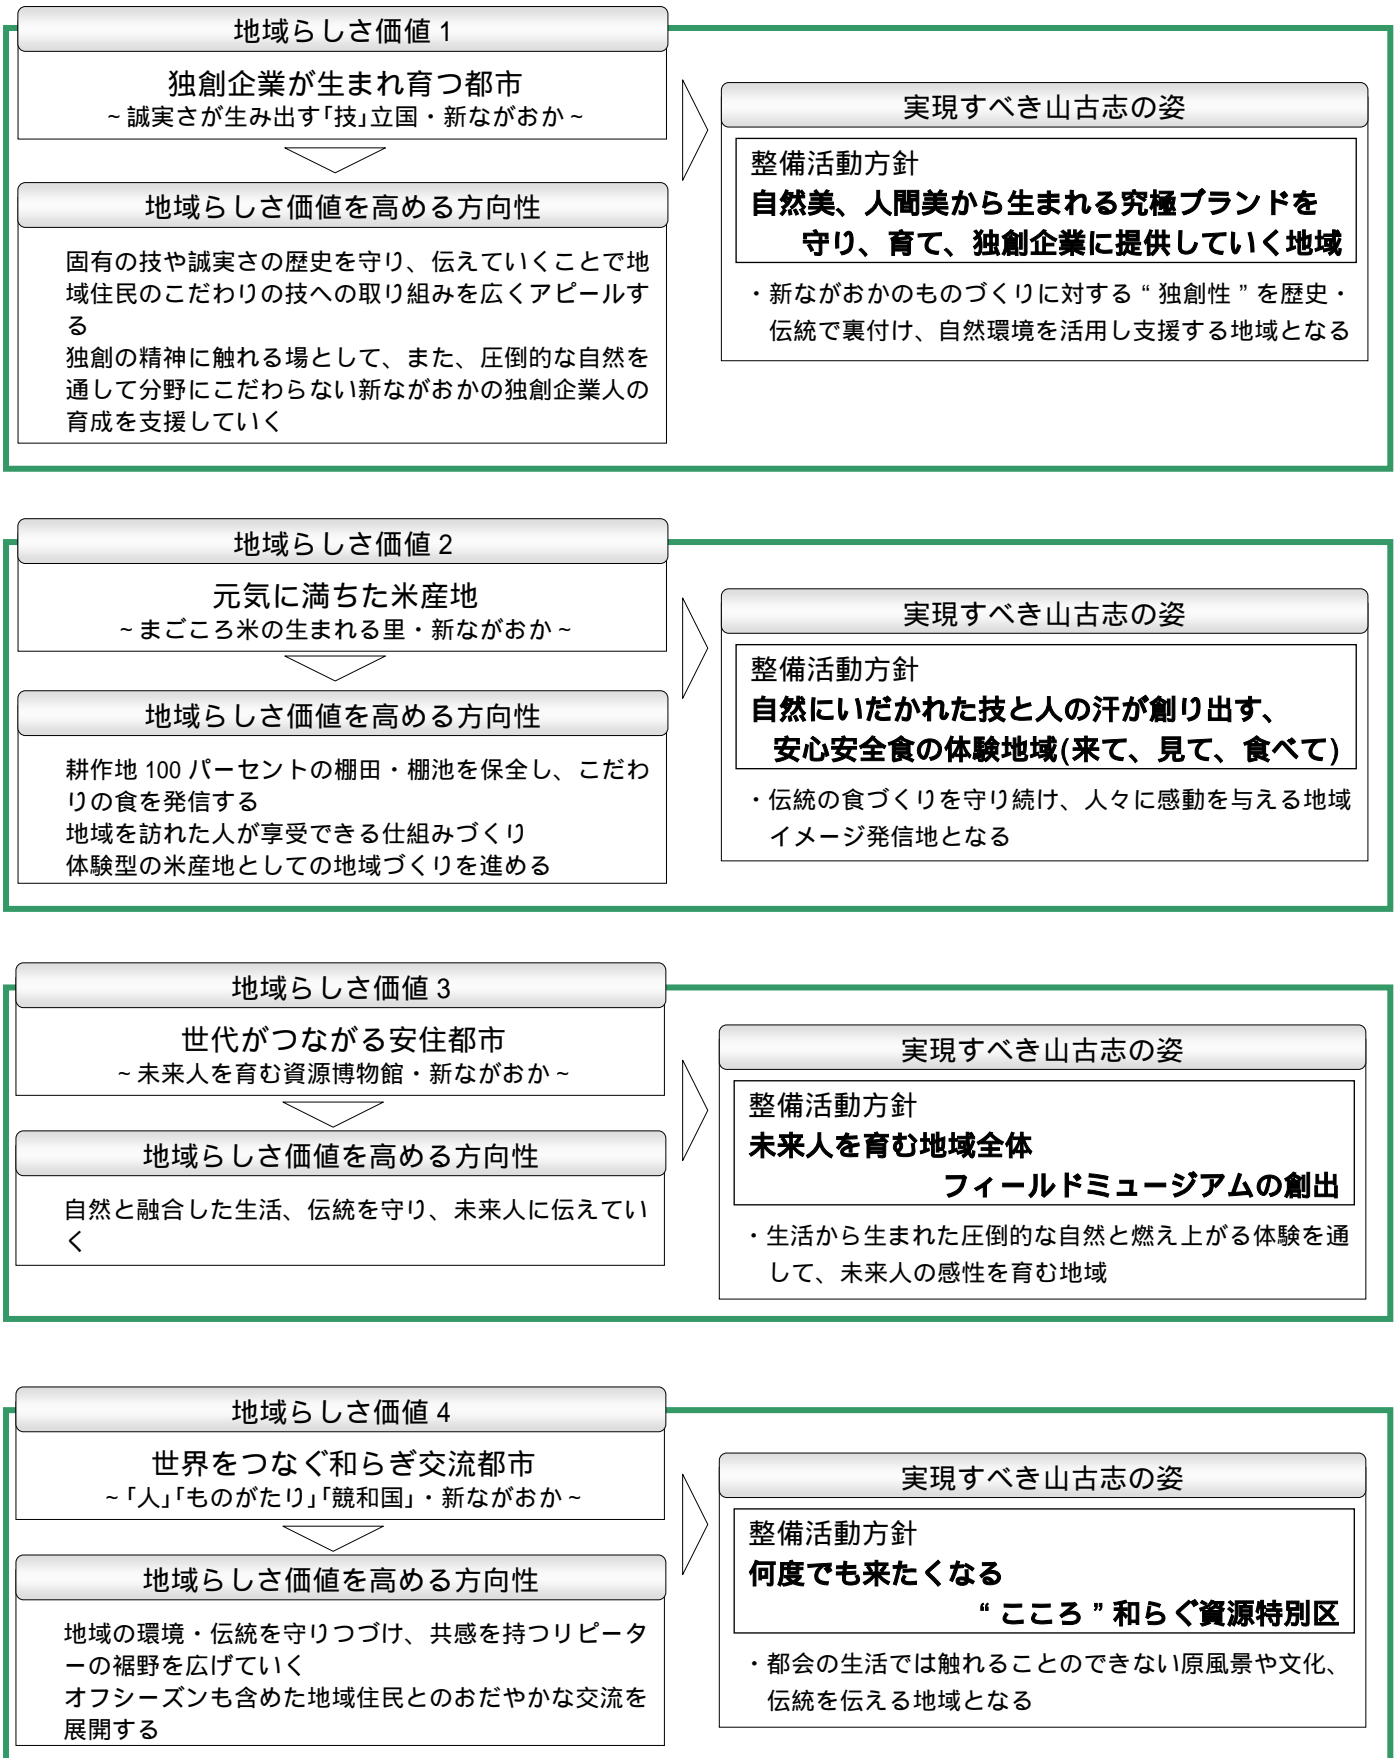 地域らしさ価値 1
独創企業が生まれ育つ都市
~誠実さが生み出す「技」立国・新ながおか~
地域らしさ価値を高める方向性
固有の技や誠実さの歴史を守り、伝えていくことで地
域住民のこだわりの技への取り組みを広くアピールす
る
独創の精神に触れる場として、また、圧倒的な自然を
通して分野にこだわらない新ながおかの独創企業人の
育成を支援していく
実現すべき山古志の姿
整備活動方針
自然美、人間美から生まれる究極ブランドを
守り、育て、独創企業に提供していく地域
・新ながおかのものづくりに対する“独創性”を歴史・
伝統で裏付け、自然環境を活用し支援する地域となる
地域らしさ価値 2
元気に満ちた米産地
~まごころ米の生まれる里・新ながおか~
地域らしさ価値を高める方向性
耕作地 100 パーセントの棚田・棚池を保全し、こだわ
りの食を発信する
地域を訪れた人が享受できる仕組みづくり
体験型の米産地としての地域づくりを進める
実現すべき山古志の姿
整備活動方針
自然にいだかれた技と人の汗が創り出す、
安心安全食の体験地域(来て、見て、食べて)
・伝統の食づくりを守り続け、人々に感動を与える地域
イメージ発信地となる
地域らしさ価値 3
世代がつながる安住都市
~未来人を育む資源博物館・新ながおか~
地域らしさ価値を高める方向性
自然と融合した生活、伝統を守り、未来人に伝えてい
く
実現すべき山古志の姿
整備活動方針
未来人を育む地域全体
フィールドミュージアムの創出
・生活から生まれた圧倒的な自然と燃え上がる体験を通
して、未来人の感性を育む地域
地域らしさ価値 4
世界をつなぐ和らぎ交流都市
~「人」「ものがたり」「競和国」・新ながおか~
地域らしさ価値を高める方向性
地域の環境・伝統を守りつづけ、共感を持つリピータ
ーの裾野を広げていく
オフシーズンも含めた地域住民とのおだやかな交流を
展開する
実現すべき山古志の姿
整備活動方針
何度でも来たくなる
“こころ”和らぐ資源特別区
・都会の生活では触れることのできない原風景や文化、
伝統を伝える地域となる